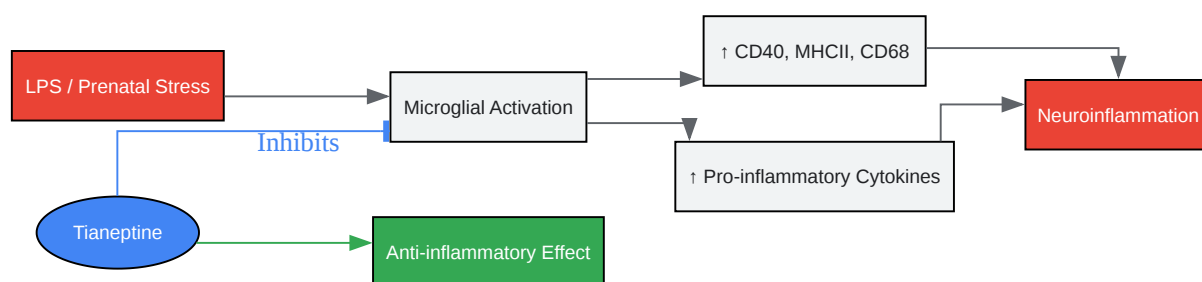 ↑ CD40, MHCII, CD68
LPS / Prenatal Stress
Microglial Activation
Neuroinflammation
Inhibits
↑ Pro-inflammatory Cytokines
Tianeptine
Anti-inflammatory Effect